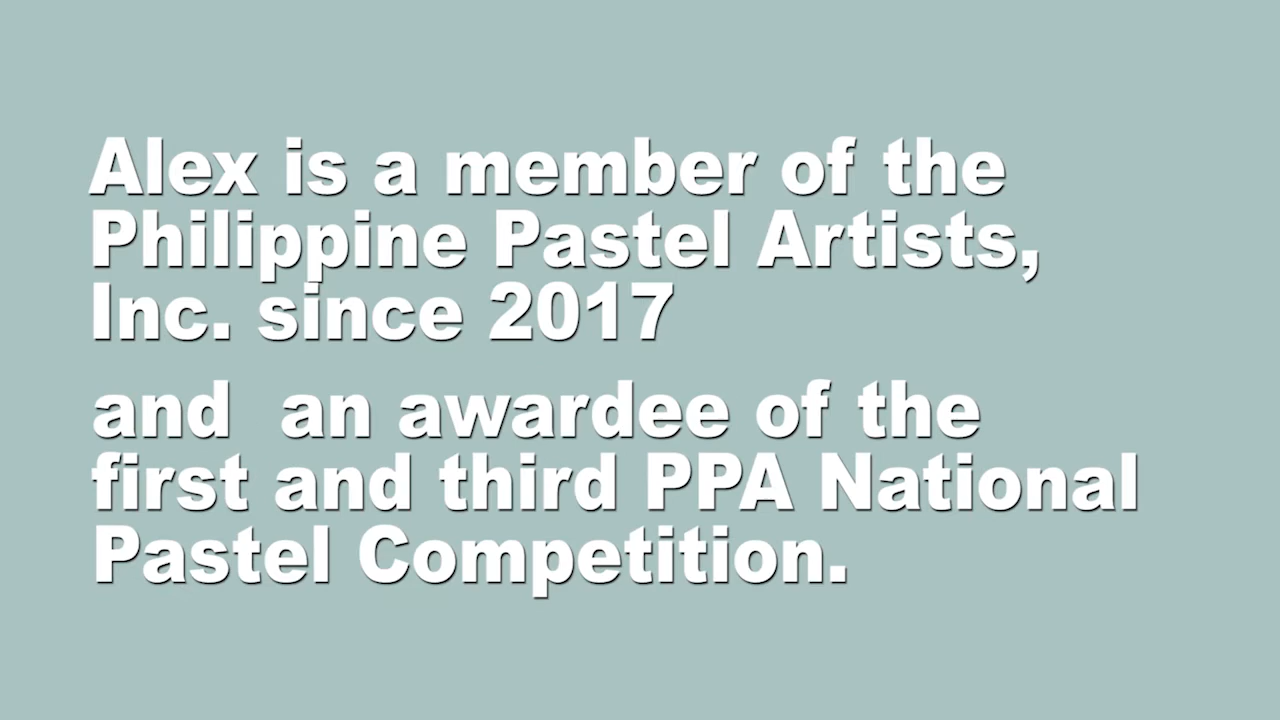 Alex is a member of the
Philippine Pastel Artists,
Inc. since 2017
and  an awardee of the
first and third PPA National
Pastel Competition.